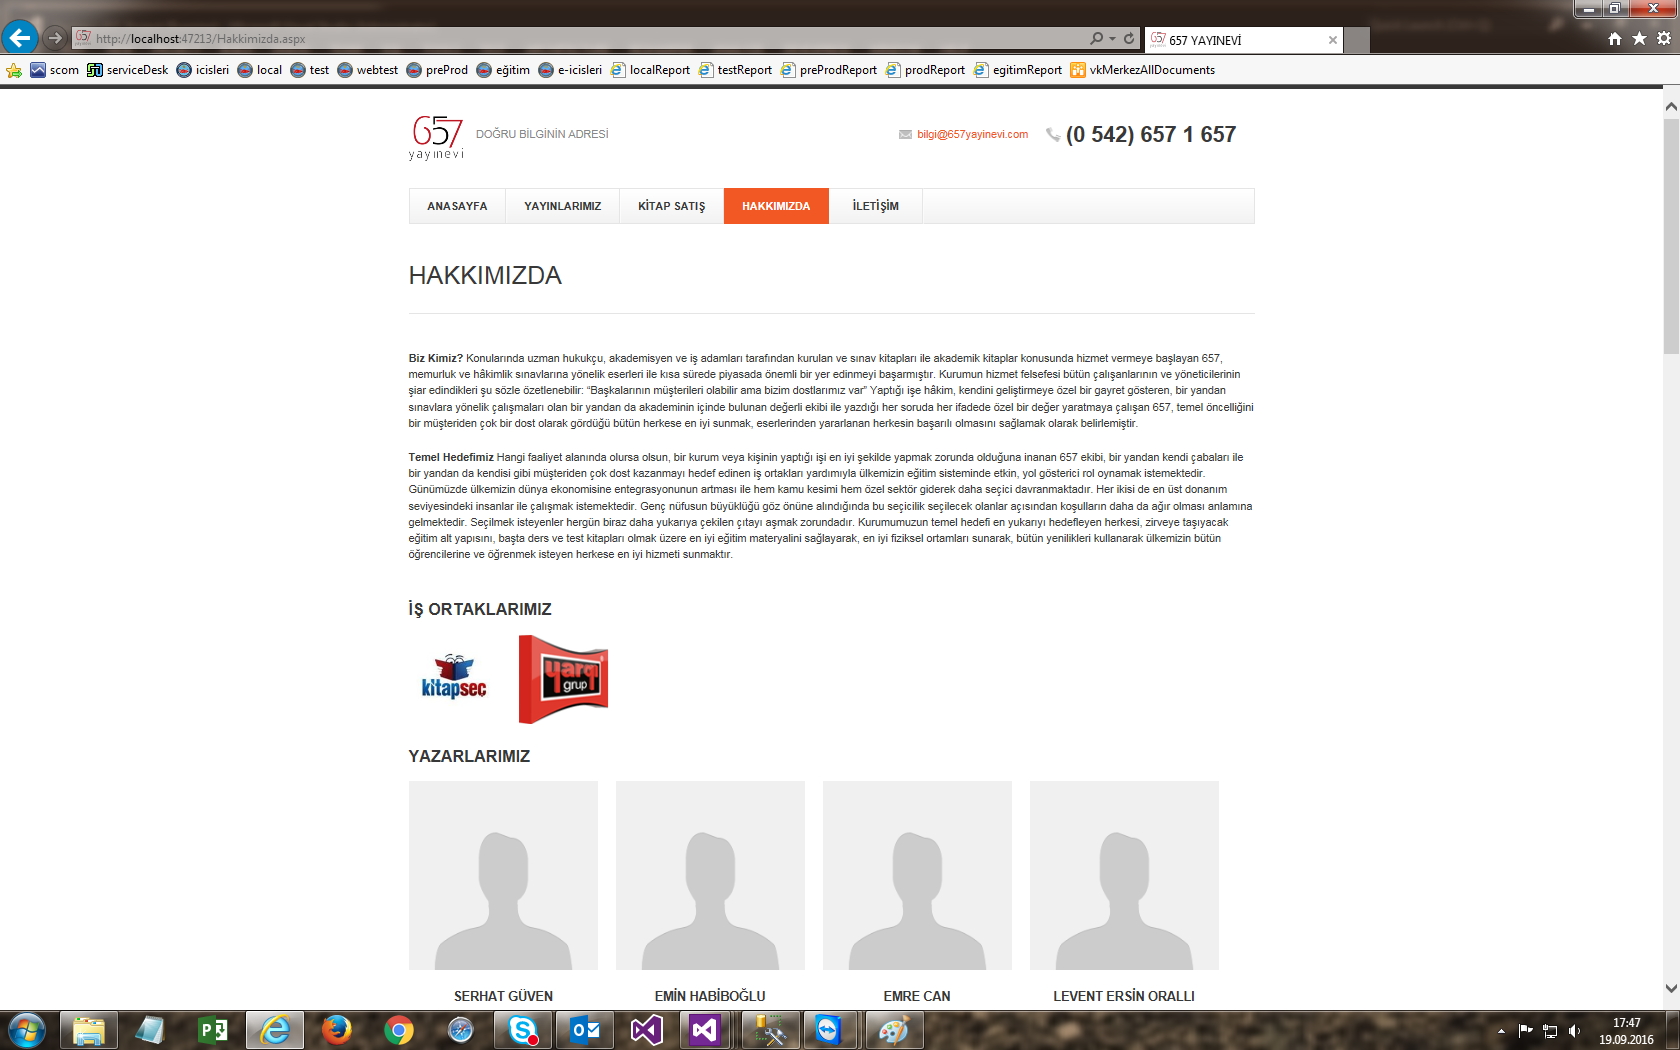 http://localhost:47213/Hakkimizda.aspx
657 YAYINEVİ
scom serviceDesk icisleri local test webtest preProd eğitim e-icisleri localReport testReport preProdReport prodReport egitimReport vkMerkezAllDocuments
657
yayınevi
DOĞRU BİLGİNİN ADRESİ
bilgi@657yayinevi.com
(0 542) 657 1 657
ANASAYFA YAYINLARIMIZ KİTAP SATIŞ HAKKIMIZDA İLETİŞİM
HAKKIMIZDA
Biz Kimiz? Konularında uzman hukukçu, akademisyen ve iş adamları tarafından kurulan ve sınav kitapları ile akademik kitaplar konusunda hizmet vermeye başlayan 657,
memurluk ve hâkimlik sınavlarına yönelik eserleri ile kısa sürede piyasada önemli bir yer edinmeyi başarmıştır. Kurumun hizmet felsefesi bütün çalışanlarının ve yöneticilerinin
şiar edindikleri şu sözle özetlenebilir: “Başkalarının müşterileri olabilir ama bizim dostlarımız var” Yaptığı işe hâkim, kendini geliştirmeye özel bir gayret gösteren, bir yandan
sınavlara yönelik çalışmaları olan bir yandan da akademinin içinde bulunan değerli ekibi ile yazdığı her soruda her ifadede özel bir değer yaratmaya çalışan 657, temel öncelliğini
bir müşteriden çok bir dost olarak gördüğü bütün herkese en iyi sunmak, eserlerinden yararlanan herkesin başarılı olmasını sağlamak olarak belirlemiştir.
Temel Hedefimiz Hangi faaliyet alanında olursa olsun, bir kurum veya kişinin yaptığı işi en iyi şekilde yapmak zorunda olduğuna inanan 657 ekibi, bir yandan kendi çabaları ile
bir yandan da kendisi gibi müşteriden çok dost kazanmayı hedef edinen iş ortakları yardımıyla ülkemizin eğitim sisteminde etkin, yol gösterici rol oynamak istemektedir.
Günümüzde ülkemizin dünya ekonomisine entegrasyonunun artması ile hem kamu kesimi hem özel sektör giderek daha seçici davranmaktadır. Her ikisi de en üst donanım
seviyesindeki insanlar ile çalışmak istemektedir. Genç nüfusun büyüklüğü göz önüne alındığında bu seçicilik seçilecek olanlar açısından koşulların daha da ağır olması anlamına
gelmektedir. Seçilmek isteyenler hergün biraz daha yukarıya çekilen çıtayı aşmak zorundadır. Kurumumuzun temel hedefi en yukarıyı hedefleyen herkesi, zirveye taşıyacak
eğitim alt yapısını, başta ders ve test kitapları olmak üzere en iyi eğitim materyalini sağlayarak, en iyi fiziksel ortamları sunarak, bütün yenilikleri kullanarak ülkemizin bütün
öğrencilerine ve öğrenmek isteyen herkese en iyi hizmeti sunmaktır.
İŞ ORTAKLARIMIZ
kitapseç
yargı
grup
YAZARLARIMIZ
SERHAT GÜVEN EMİN HABİBOĞLU EMRE CAN LEVENT ERSİN ORALLI
17:47
19.09.2016